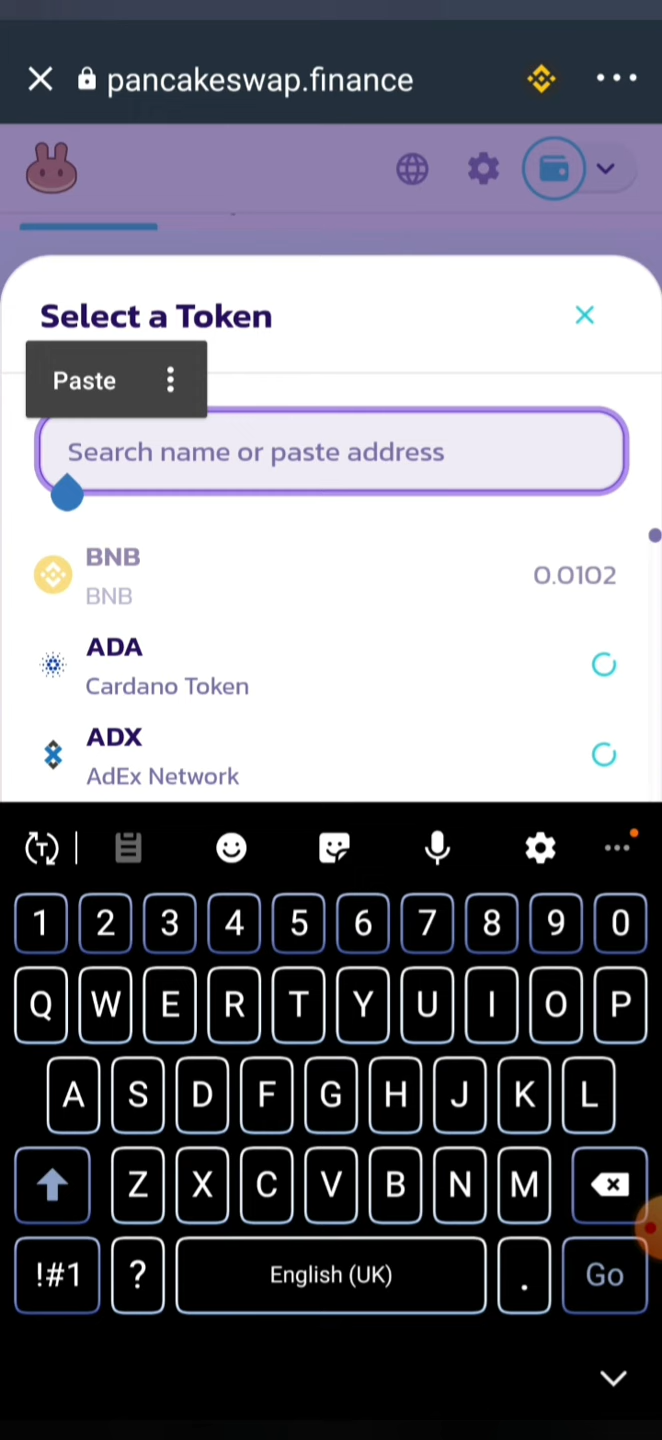 pancakeswap.finance
Select a Token
Paste
Search name or paste address
BNB
0.0102
BNB
ADA
Cardano Token
ADX
AdEx Network
1 2 3 4 5 6 7 8 9 0
Q W E R T Y U I O P
A S D F G H J K L
Z X C V B N M
!#1 ? English (UK) . Go